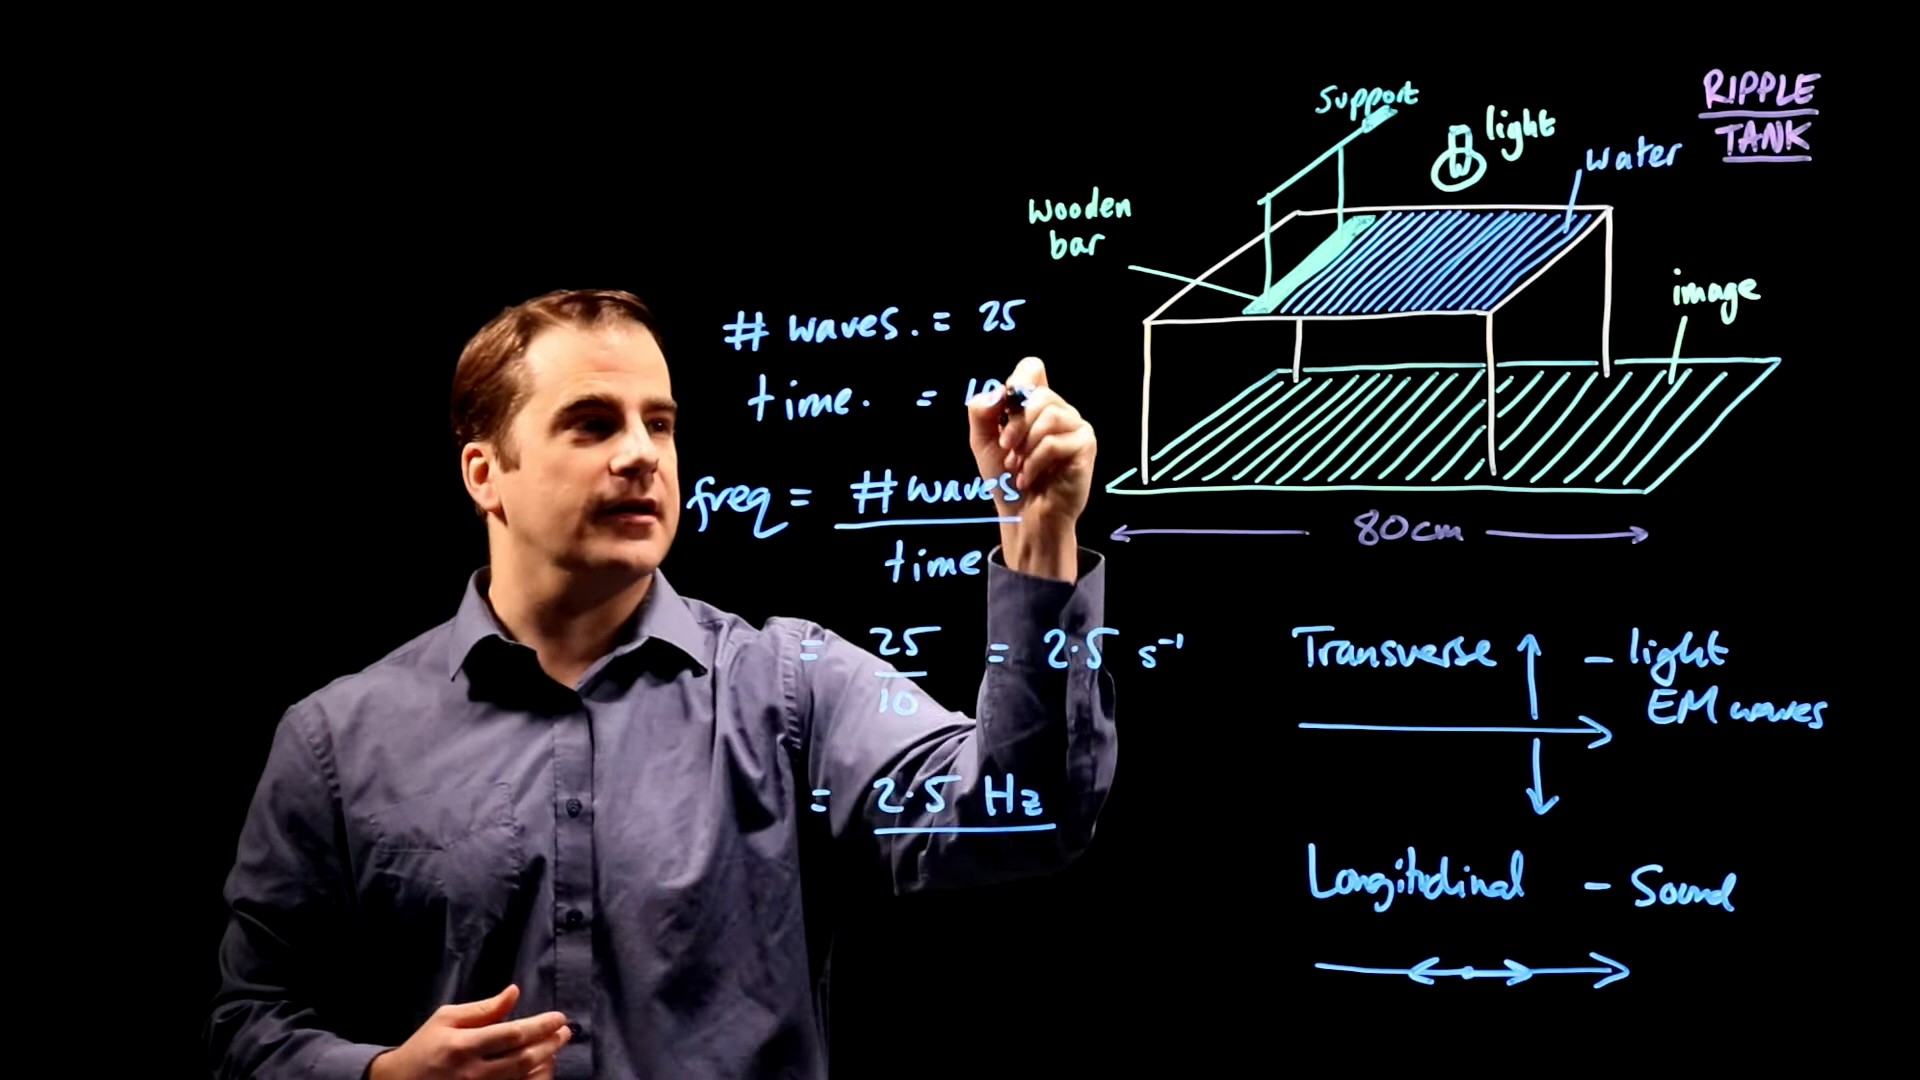 # waves. = 25
time. = 10 s
freq = # waves
time
= 25
10
= 2.5 s⁻¹
= 2.5 Hz
RIPPLE
TANK
support
light
water
wooden
bar
image
80cm
Transverse - light
EM waves
Longitudinal - Sound